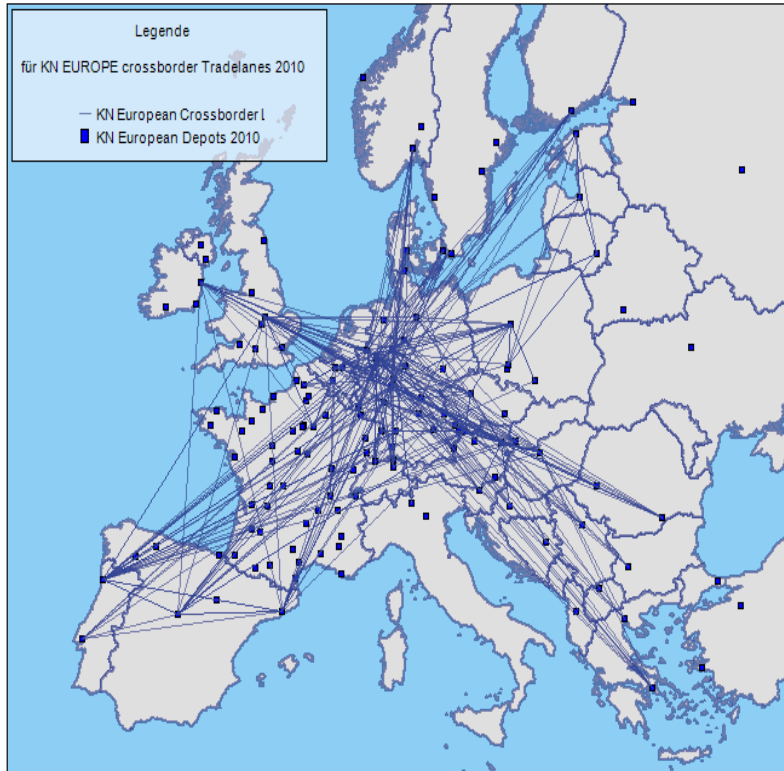 Legende
für KN EUROPE crossborder Tradelanes 2010
KN European Crossborder l
KN European Depots 2010